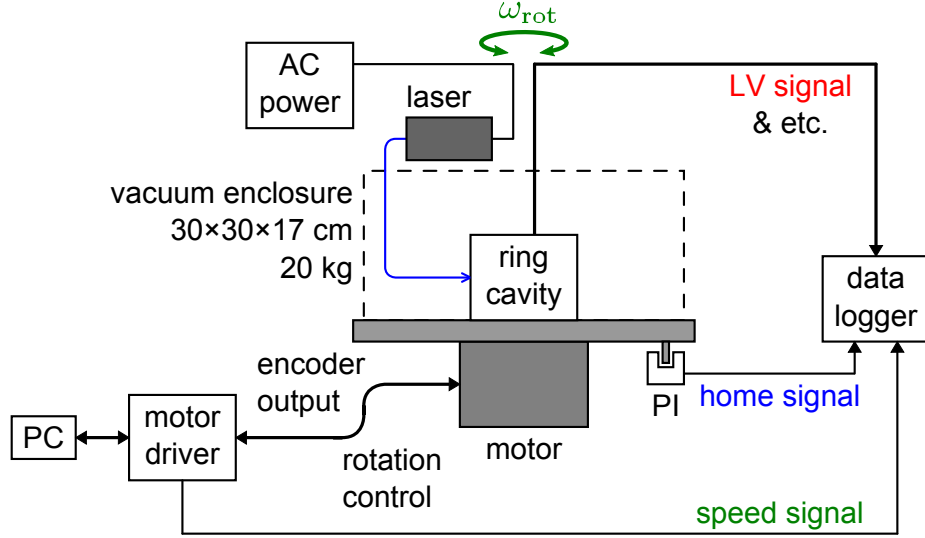 ω_rot
AC
power
laser
LV signal
& etc.
vacuum enclosure
30×30×17 cm
20 kg
ring
cavity
data
logger
encoder
output
PI
home signal
PC
motor
driver
motor
rotation
control
speed signal